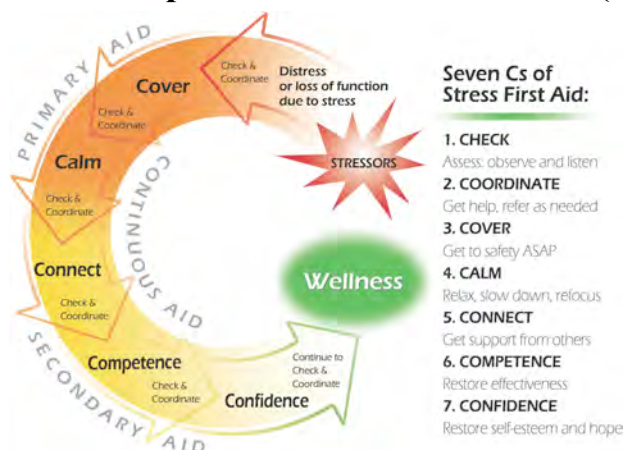 Distress
or loss of function
due to stress
STRESSORS
Check &
Coordinate
Cover
Check &
Coordinate
PRIMARY AID
Calm
Check &
Coordinate
CONTINUOUS AID
Connect
Check &
Coordinate
SECONDARY AID
Competence
Check &
Coordinate
Confidence
Continue to
Check &
Coordinate
Wellness
Seven Cs of
Stress First Aid:
1. CHECK
Assess: observe and listen
2. COORDINATE
Get help, refer as needed
3. COVER
Get to safety ASAP
4. CALM
Relax, slow down, refocus
5. CONNECT
Get support from others
6. COMPETENCE
Restore effectiveness
7. CONFIDENCE
Restore self-esteem and hope